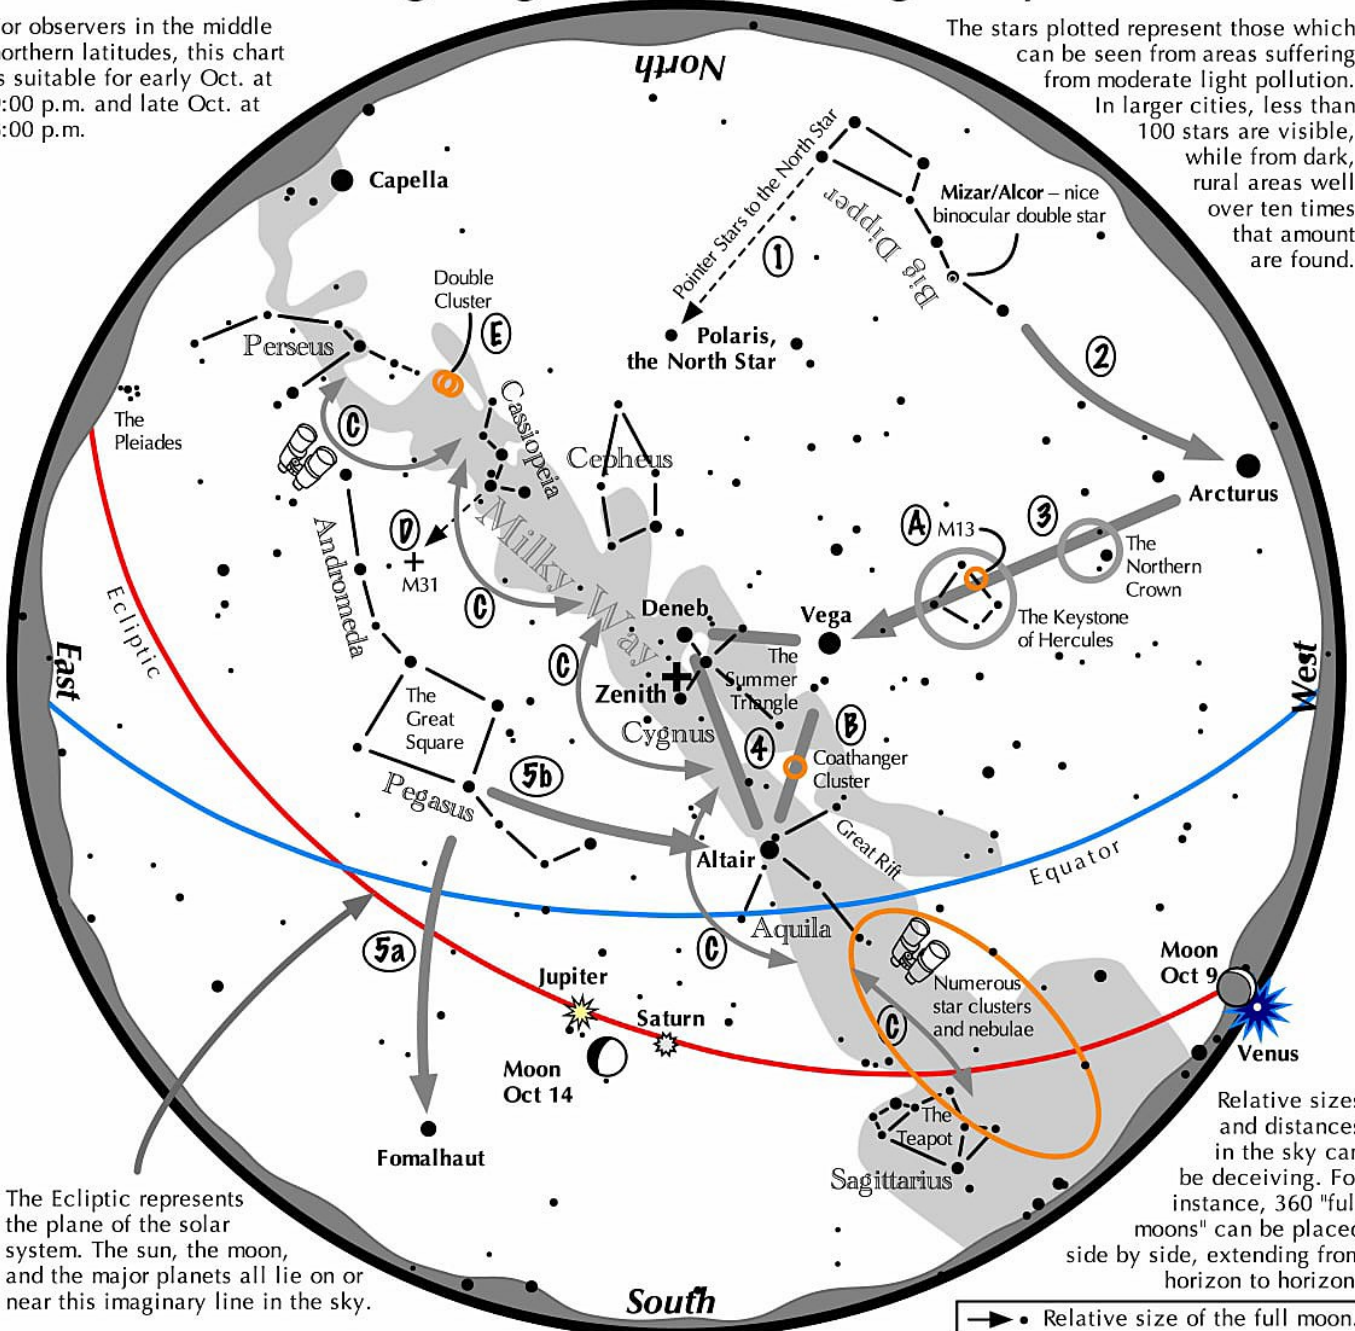 or observers in the middle
northern latitudes, this chart
s suitable for early Oct. at
:00 p.m. and late Oct. at
:00 p.m.
The stars plotted represent those which
can be seen from areas suffering
from moderate light pollution.
In larger cities, less than
100 stars are visible,
while from dark,
rural areas well
over ten times
that amount
are found.
North
Capella
Pointer Stars to the North Star
1
Big Dipper
Mizar/Alcor – nice
binocular double star
Double
Cluster
E
Perseus
Polaris,
the North Star
2
The
Pleiades
C
Cassiopeia
Cepheus
Arcturus
Andromeda
D
M31
Milky Way
A
M13
3
The
Northern
Crown
The Keystone
of Hercules
Ecliptic
C
Deneb
Vega
East
West
C
Zenith
The
Summer
Triangle
Cygnus
The
Great
Square
4
B
Coathanger
Cluster
Pegasus
5b
Altair
Great Rift
Equator
Aquila
5a
C
Jupiter
Saturn
Moon
Oct 14
Numerous
star clusters
and nebulae
C
Moon
Oct 9
Venus
Fomalhaut
The
Teapot
Sagittarius
The Ecliptic represents
the plane of the solar
system. The sun, the moon,
and the major planets all lie on or
near this imaginary line in the sky.
South
Relative sizes
and distances
in the sky can
be deceiving. Fo
instance, 360 "ful
moons" can be placed
side by side, extending from
horizon to horizon
Relative size of the full moon.